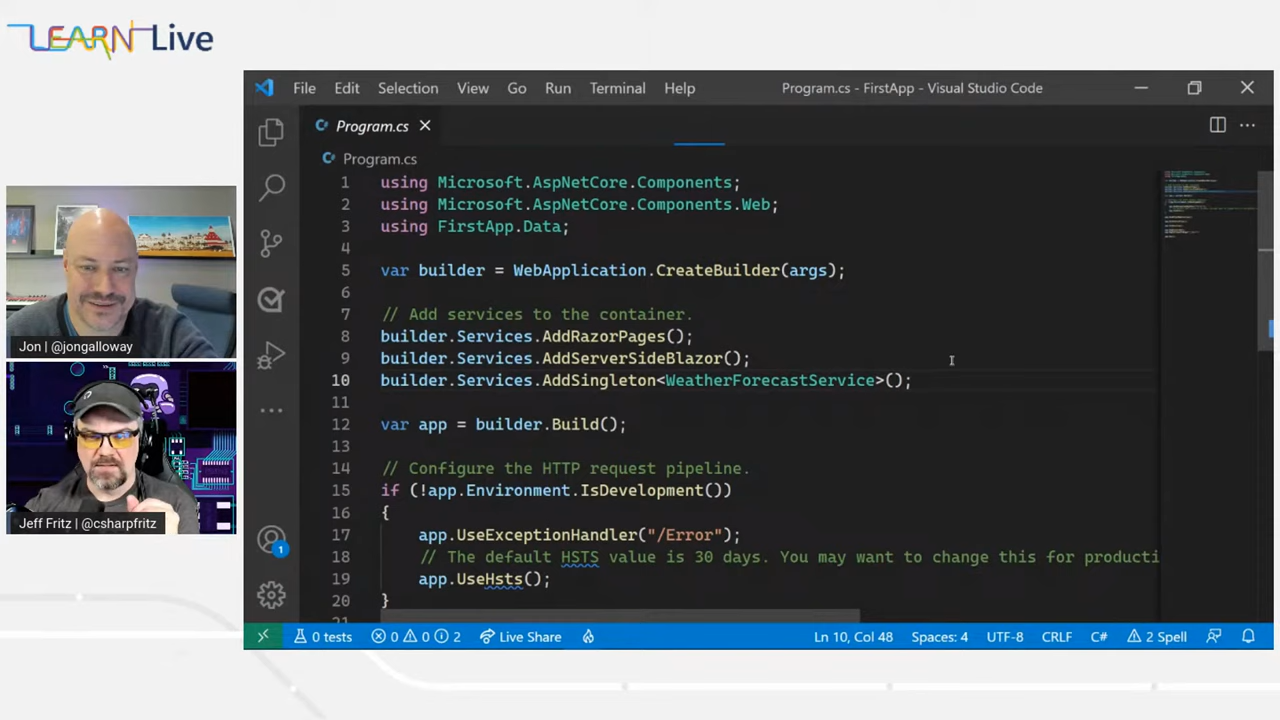 LEARN Live
File Edit Selection View Go Run Terminal Help Program.cs - FirstApp - Visual Studio Code
Program.cs
Program.cs
1 using Microsoft.AspNetCore.Components;
2 using Microsoft.AspNetCore.Components.Web;
3 using FirstApp.Data;
4
5 var builder = WebApplication.CreateBuilder(args);
6
7 // Add services to the container.
8 builder.Services.AddRazorPages();
9 builder.Services.AddServerSideBlazor();
10 builder.Services.AddSingleton<WeatherForecastService>();
11
12 var app = builder.Build();
13
14 // Configure the HTTP request pipeline.
15 if (!app.Environment.IsDevelopment())
16 {
17 app.UseExceptionHandler("/Error");
18 // The default HSTS value is 30 days. You may want to change this for producti
19 app.UseHsts();
20 }
Jon | @jongalloway
Jeff Fritz | @csharpfritz
1
0 tests 0 0 2 Live Share Ln 10, Col 48 Spaces: 4 UTF-8 CRLF C# 2 Spell